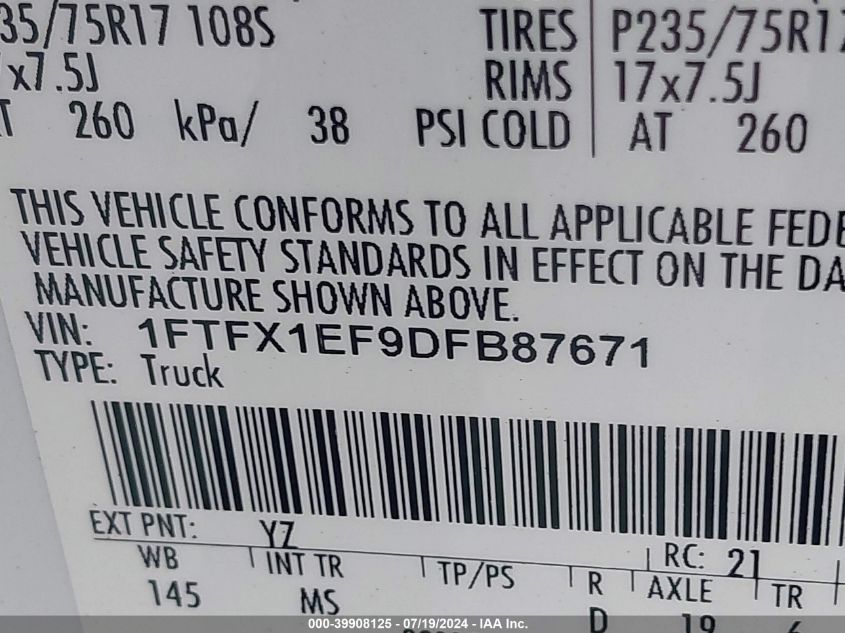 35/75R17 108S TIRES P235/75R17
x7.5J RIMS 17x7.5J
260 kPa/ 38 PSI COLD AT 260
THIS VEHICLE CONFORMS TO ALL APPLICABLE FEDE
VEHICLE SAFETY STANDARDS IN EFFECT ON THE DA
MANUFACTURE SHOWN ABOVE.
VIN: 1FTFX1EF9DFB87671
TYPE: Truck
EXT PNT: YZ RC: 21
WB INT TR TP/PS R AXLE TR
145 MS D 19 6
000-39908125 - 07/19/2024 - IAA Inc.